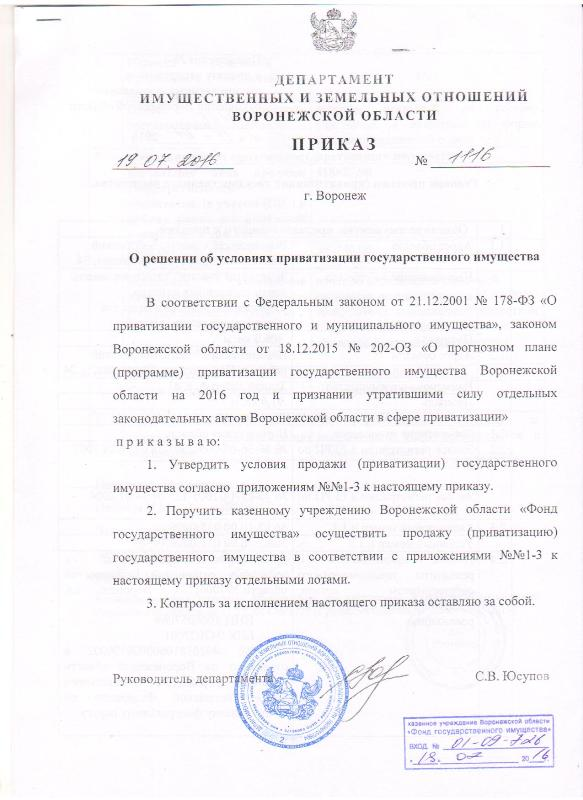 ДЕПАРТАМЕНТ
ИМУЩЕСТВЕННЫХ И ЗЕМЕЛЬНЫХ ОТНОШЕНИЙ
ВОРОНЕЖСКОЙ ОБЛАСТИ
ПРИКАЗ
19.07.2016 № 1116
г. Воронеж
О решении об условиях приватизации государственного имущества
В соответствии с Федеральным законом от 21.12.2001 № 178-ФЗ «О
приватизации государственного и муниципального имущества», законом
Воронежской области от 18.12.2015 № 202-ОЗ «О прогнозном плане
(программе) приватизации государственного имущества Воронежской
области на 2016 год и признании утратившими силу отдельных
законодательных актов Воронежской области в сфере приватизации»
приказываю:
1. Утвердить условия продажи (приватизации) государственного
имущества согласно приложениям №№1-3 к настоящему приказу.
2. Поручить казенному учреждению Воронежской области «Фонд
государственного имущества» осуществить продажу (приватизацию)
государственного имущества в соответствии с приложениями №№1-3 к
настоящему приказу отдельными лотами.
3. Контроль за исполнением настоящего приказа оставляю за собой.
Руководитель департамента С.В. Юсупов
казенное учреждение Воронежской области
«Фонд государственного имущества»
ВХОД. № 01-09-726
07 2016